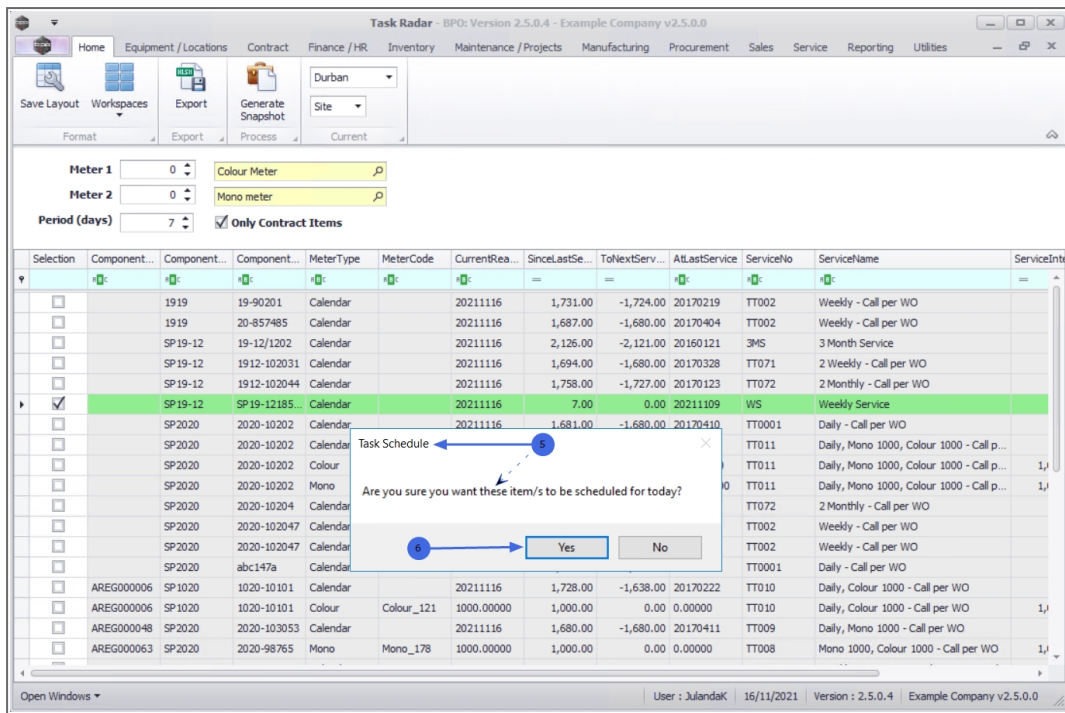 Task Radar - BPO: Version 2.5.0.4 - Example Company v2.5.0.0
Home Equipment / Locations Contract Finance / HR Inventory Maintenance / Projects Manufacturing Procurement Sales Service Reporting Utilities
Save Layout Workspaces Export Generate Snapshot Durban Site
Format Export Process Current
Meter 1 0 Colour Meter
Meter 2 0 Mono meter
Period (days) 7 Only Contract Items
Selection Component... Component... Component... MeterType MeterCode CurrentRea... SinceLastSe... ToNextServ... AtLastService ServiceNo ServiceName ServiceInte
1919 19-90201 Calendar 20211116 1,731.00 -1,724.00 20170219 TT002 Weekly - Call per WO
1919 20-857485 Calendar 20211116 1,687.00 -1,680.00 20170404 TT002 Weekly - Call per WO
SP19-12 19-12/1202 Calendar 20211116 2,126.00 -2,121.00 20160121 3MS 3 Month Service
SP19-12 1912-102031 Calendar 20211116 1,694.00 -1,680.00 20170328 TT071 2 Weekly - Call per WO
SP19-12 1912-102044 Calendar 20211116 1,758.00 -1,727.00 20170123 TT072 2 Monthly - Call per WO
SP19-12 SP19-12185... Calendar 20211116 7.00 0.00 20211109 WS Weekly Service
SP2020 2020-10202 Calendar 20211116 1,681.00 -1,680.00 20170410 TT0001 Daily - Call per WO
SP2020 2020-10202 Calendar TT011 Daily, Mono 1000, Colour 1000 - Call p...
SP2020 2020-10202 Colour TT011 Daily, Mono 1000, Colour 1000 - Call p...
SP2020 2020-10202 Mono TT011 Daily, Mono 1000, Colour 1000 - Call p...
SP2020 2020-10204 Calendar TT072 2 Monthly - Call per WO
SP2020 2020-102047 Calendar TT002 Weekly - Call per WO
SP2020 2020-102047 Calendar TT002 Weekly - Call per WO
SP2020 abc147a Calendar TT0001 Daily - Call per WO
Task Schedule 5
Are you sure you want these item/s to be scheduled for today?
6 Yes No
AREG000006 SP1020 1020-10101 Calendar 20211116 1,728.00 -1,638.00 20170222 TT010 Daily, Colour 1000 - Call per WO
AREG000006 SP1020 1020-10101 Colour Colour_121 1000.00000 1,000.00 0.00 0.00000 TT010 Daily, Colour 1000 - Call per WO
AREG000048 SP2020 2020-103053 Calendar 20211116 1,680.00 -1,680.00 20170411 TT009 Daily, Mono 1000 - Call per WO
AREG000063 SP2020 2020-98765 Mono Mono_178 1000.00000 1,000.00 0.00 0.00000 TT008 Mono 1000, Colour 1000 - Call per WO
Open Windows User : JulandaK 16/11/2021 Version : 2.5.0.4 Example Company v2.5.0.0